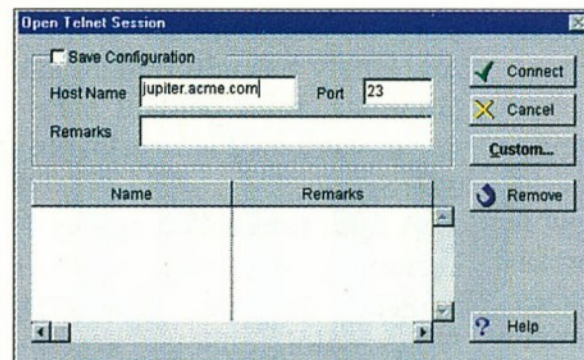 Open Telnet Session
Save Configuration
Host Name jupiter.acme.com Port 23
Remarks
Connect
Cancel
Custom...
Remove
Help
Name Remarks